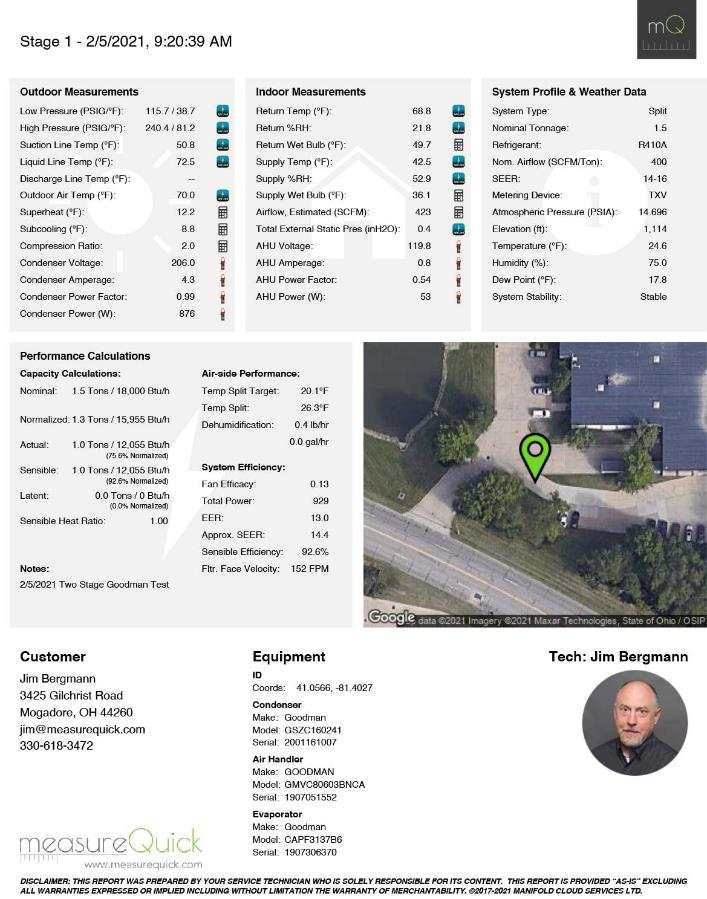 mQ
Stage 1 - 2/5/2021, 9:20:39 AM
Outdoor Measurements
Low Pressure (PSIG/ºF): 115.7 / 38.7
High Pressure (PSIG/ºF): 240.4 / 81.2
Suction Line Temp (ºF): 50.8
Liquid Line Temp (ºF): 72.5
Discharge Line Temp (ºF): --
Outdoor Air Temp (ºF): 70.0
Superheat (ºF): 12.2
Subcooling (ºF): 8.8
Compression Ratio: 2.0
Condenser Voltage: 206.0
Condenser Amperage: 4.3
Condenser Power Factor: 0.99
Condenser Power (W): 876
Indoor Measurements
Return Temp (ºF): 68.8
Return %RH: 21.8
Return Wet Bulb (ºF): 49.7
Supply Temp (ºF): 42.5
Supply %RH: 52.9
Supply Wet Bulb (ºF): 36.1
Airflow, Estimated (SCFM): 423
Total External Static Pres (inH2O): 0.4
AHU Voltage: 119.8
AHU Amperage: 0.8
AHU Power Factor: 0.54
AHU Power (W): 53
System Profile & Weather Data
System Type: Split
Nominal Tonnage: 1.5
Refrigerant: R410A
Nom. Airflow (SCFM/Ton): 400
SEER: 14-16
Metering Device: TXV
Atmospheric Pressure (PSIA): 14.696
Elevation (ft): 1,114
Temperature (ºF): 24.6
Humidity (%): 75.0
Dew Point (ºF): 17.8
System Stability: Stable
Performance Calculations
Capacity Calculations:
Nominal: 1.5 Tons / 18,000 Btu/h
Normalized: 1.3 Tons / 15,955 Btu/h
Actual: 1.0 Tons / 12,055 Btu/h
(75.6% Normalized)
Sensible: 1.0 Tons / 12,055 Btu/h
(92.6% Normalized)
Latent: 0.0 Tons / 0 Btu/h
(0.0% Normalized)
Sensible Heat Ratio: 1.00
Notes:
2/5/2021 Two Stage Goodman Test
Air-side Performance:
Temp Split Target: 20.1ºF
Temp Split: 26.3ºF
Dehumidification: 0.4 lb/hr
0.0 gal/hr
System Efficiency:
Fan Efficacy: 0.13
Total Power: 929
EER: 13.0
Approx. SEER: 14.4
Sensible Efficiency: 92.6%
Fltr. Face Velocity: 152 FPM
Google data ©2021 Imagery ©2021 Maxar Technologies, State of Ohio / OSIP
Customer
Jim Bergmann
3425 Gilchrist Road
Mogadore, OH 44260
jim@measurequick.com
330-618-3472
Equipment
ID
Coords: 41.0566, -81.4027
Condensor
Make: Goodman
Model: GSZC160241
Serial: 2001161007
Air Handler
Make: GOODMAN
Model: GMVC80603BNCA
Serial: 1907051552
Evaporator
Make: Goodman
Model: CAPF3137B6
Serial: 1907306370
Tech: Jim Bergmann
measureQuick
www.measurequick.com
DISCLAIMER: THIS REPORT WAS PREPARED BY YOUR SERVICE TECHNICIAN WHO IS SOLELY RESPONSIBLE FOR ITS CONTENT. THIS REPORT IS PROVIDED "AS-IS" EXCLUDING
ALL WARRANTIES EXPRESSED OR IMPLIED INCLUDING WITHOUT LIMITATION THE WARRANTY OF MERCHANTABILITY. ©2017-2021 MANIFOLD CLOUD SERVICES LTD.